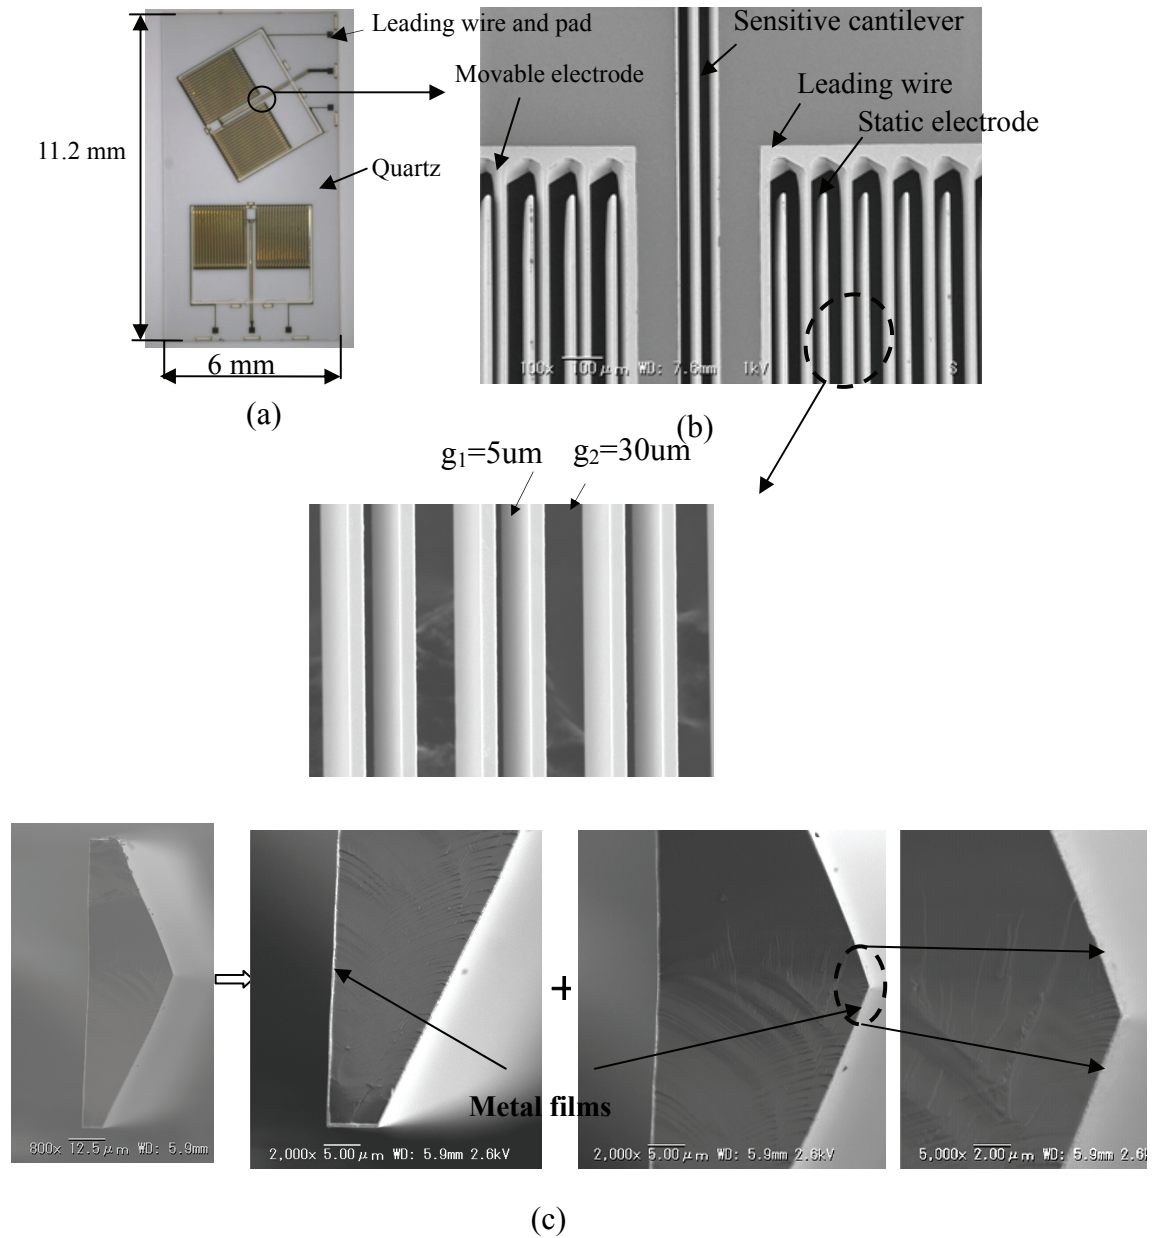 Leading wire and pad
11.2 mm
Quartz
6 mm
(a)
Sensitive cantilever
Movable electrode
Leading wire
Static electrode
100x 100 μm WD: 7.6mm 1kV S
(b)
g₁=5um g₂=30um
Metal films
800x 12.5 μm WD: 5.9mm
2,000x 5.00 μm WD: 5.9mm 2.6kV
+
2,000x 5.00 μm WD: 5.9mm 2.6kV
5,000x 2.00 μm WD: 5.9mm 2.6k
(c)